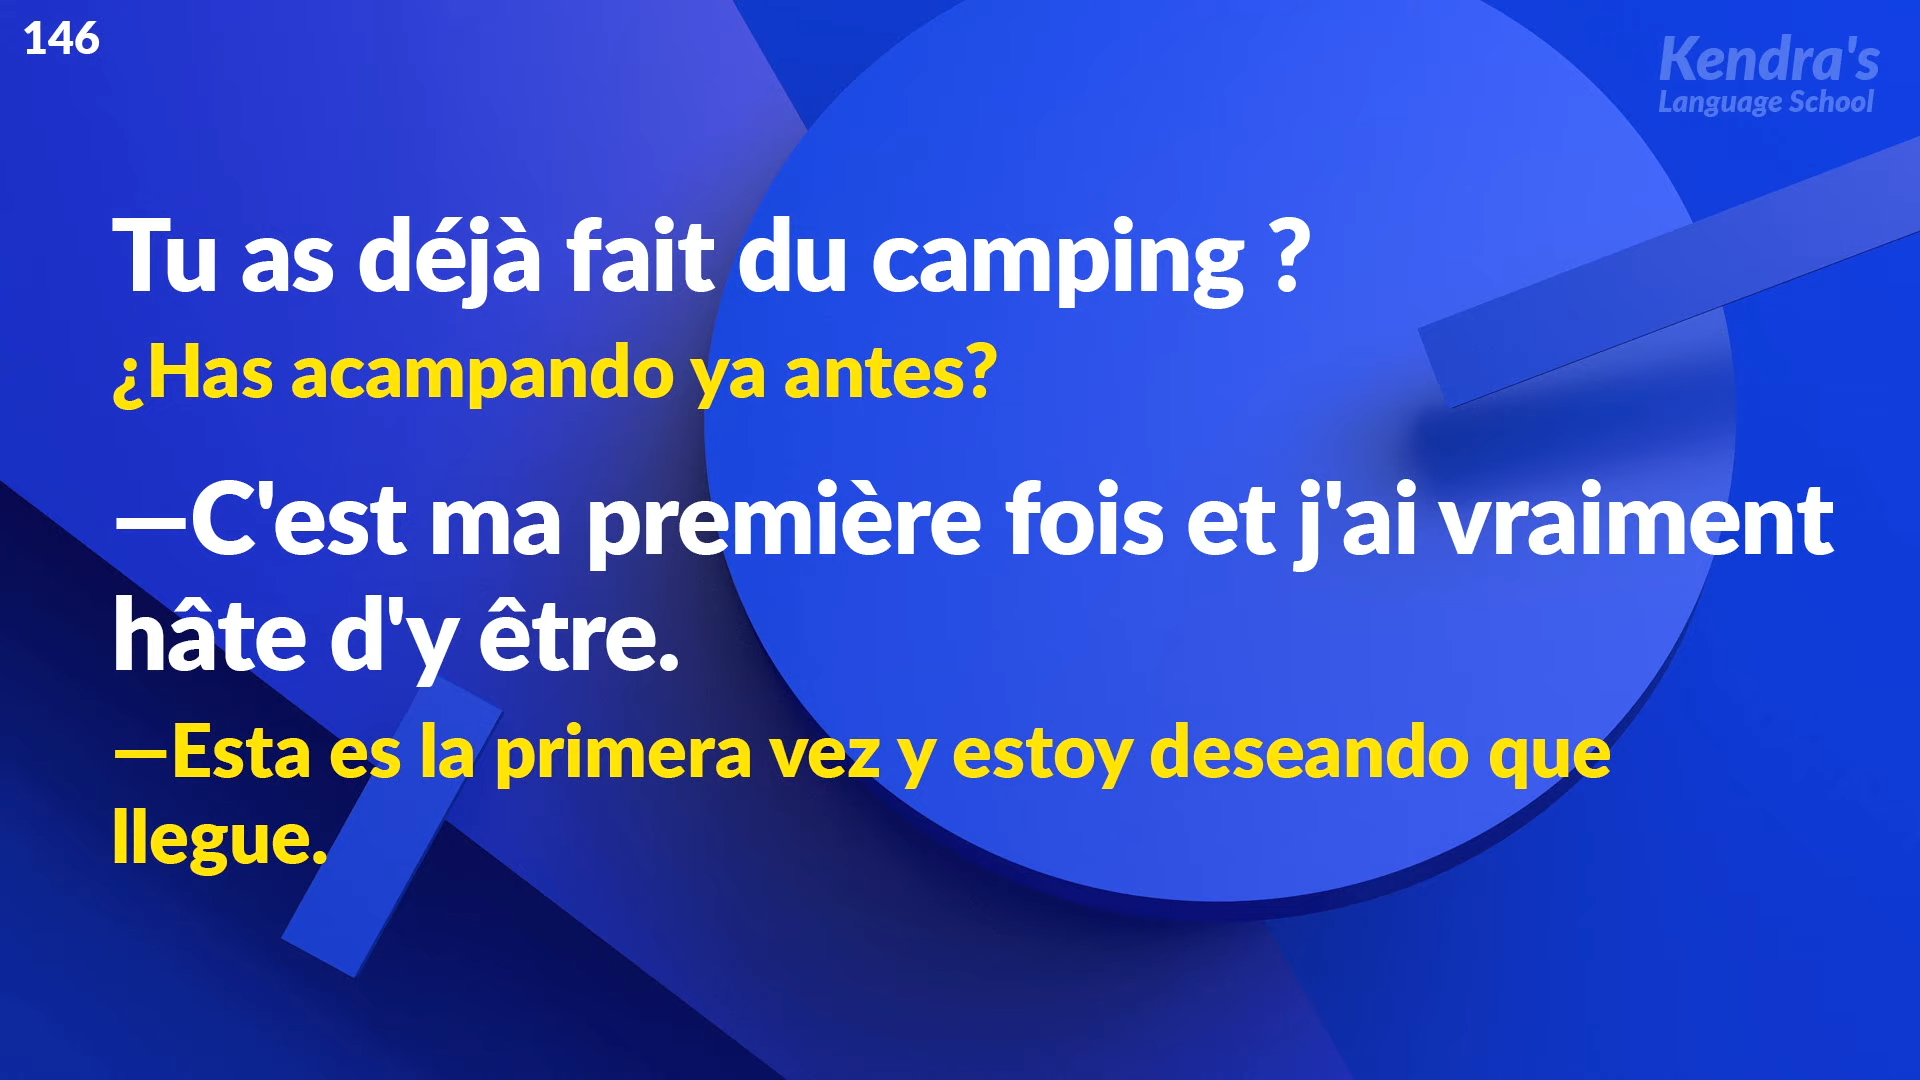 146
Kendra's
Language School
Tu as déjà fait du camping ?
¿Has acampando ya antes?
—C'est ma première fois et j'ai vraiment
hâte d'y être.
—Esta es la primera vez y estoy deseando que
llegue.